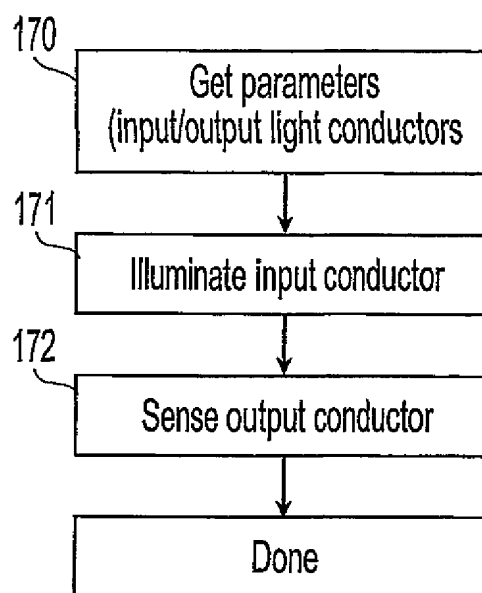 170
Get parameters
(input/output light conductors
171
Illuminate input conductor
172
Sense output conductor
Done